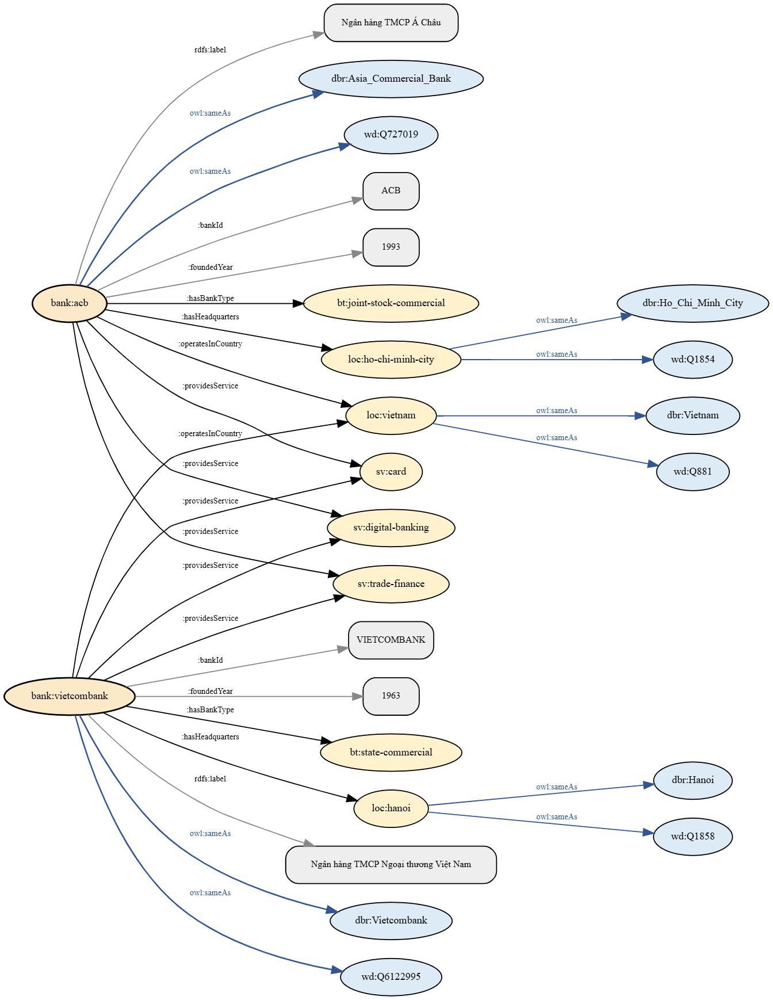 Ngân hàng TMCP Á Châu
rdfs:label
dbr:Asia_Commercial_Bank
owl:sameAs
wd:Q727019
owl:sameAs
ACB
:bankId
1993
:foundedYear
bank:acb
:hasBankType
bt:joint-stock-commercial
dbr:Ho_Chi_Minh_City
:hasHeadquarters
owl:sameAs
:operatesInCountry
loc:ho-chi-minh-city
owl:sameAs
wd:Q1854
:providesService
loc:vietnam
owl:sameAs
dbr:Vietnam
:operatesInCountry
owl:sameAs
:providesService
sv:card
wd:Q881
:providesService
:providesService
sv:digital-banking
:providesService
sv:trade-finance
:providesService
VIETCOMBANK
:bankId
bank:vietcombank
:foundedYear
1963
:hasBankType
:hasHeadquarters
bt:state-commercial
rdfs:label
owl:sameAs
dbr:Hanoi
loc:hanoi
owl:sameAs
wd:Q1858
owl:sameAs
Ngân hàng TMCP Ngoại thương Việt Nam
owl:sameAs
dbr:Vietcombank
wd:Q6122995